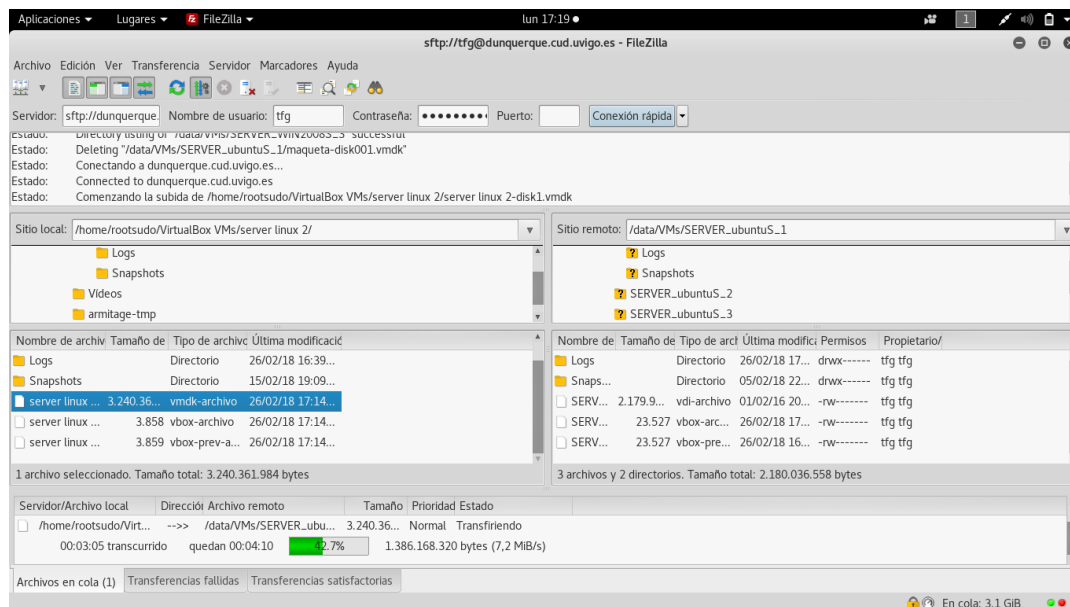 Aplicaciones Lugares FileZilla lun 17:19 1
sftp://tfg@dunquerque.cud.uvigo.es - FileZilla
Archivo Edición Ver Transferencia Servidor Marcadores Ayuda
Servidor: sftp://dunquerque. Nombre de usuario: tfg Contraseña: ●●●●●●●●● Puerto: Conexión rápida
Estado: Directory listing of "/data/VMs/SERVER_WIN2008S_S" successful
Estado: Deleting "/data/VMs/SERVER_ubuntuS_1/maqueta-disk001.vmdk"
Estado: Conectando a dunquerque.cud.uvigo.es...
Estado: Connected to dunquerque.cud.uvigo.es
Estado: Comenzando la subida de /home/rootsudo/VirtualBox VMs/server linux 2/server linux 2-disk1.vmdk
Sitio local: /home/rootsudo/VirtualBox VMs/server linux 2/
Logs
Snapshots
Vídeos
armitage-tmp
Sitio remoto: /data/VMs/SERVER_ubuntuS_1
Logs
Snapshots
SERVER_ubuntuS_2
SERVER_ubuntuS_3
Nombre de archiv Tamaño de Tipo de archivo Última modificació
Logs Directorio 26/02/18 16:39...
Snapshots Directorio 15/02/18 19:09...
server linux ... 3.240.36... vmdk-archivo 26/02/18 17:14...
server linux ... 3.858 vbox-archivo 26/02/18 17:14...
server linux ... 3.859 vbox-prev-a... 26/02/18 17:14...
1 archivo seleccionado. Tamaño total: 3.240.361.984 bytes
Nombre de Tamaño de Tipo de arch Última modifica Permisos Propietario/
Logs Directorio 26/02/18 17... drwx------ tfg tfg
Snaps... Directorio 05/02/18 22... drwx------ tfg tfg
SERV... 2.179.9... vdi-archivo 01/02/16 20... -rw------- tfg tfg
SERV... 23.527 vbox-arc... 26/02/18 17... -rw------- tfg tfg
SERV... 23.527 vbox-pre... 26/02/18 16... -rw------- tfg tfg
3 archivos y 2 directorios. Tamaño total: 2.180.036.558 bytes
Servidor/Archivo local Direcciór Archivo remoto Tamaño Prioridad Estado
/home/rootsudo/Virt... -->> /data/VMs/SERVER_ubu... 3.240.36... Normal Transfiriendo
00:03:05 transcurrido quedan 00:04:10 42.7% 1.386.168.320 bytes (7,2 MiB/s)
Archivos en cola (1) Transferencias fallidas Transferencias satisfactorias
En cola: 3.1 GiB